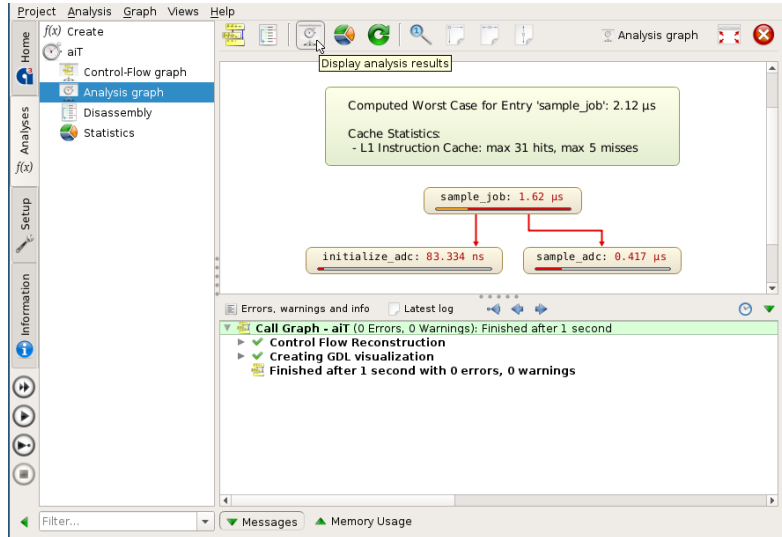 Project Analysis Graph Views Help
Home
Analyses
f(x)
Setup
Information
f(x) Create
aiT
Control-Flow graph
Analysis graph
Disassembly
Statistics
Filter...
Analysis graph
Display analysis results
Computed Worst Case for Entry 'sample_job': 2.12 µs
Cache Statistics:
- L1 Instruction Cache: max 31 hits, max 5 misses
sample_job: 1.62 µs
initialize_adc: 83.334 ns
sample_adc: 0.417 µs
Errors, warnings and info
Latest log
Call Graph - aiT (0 Errors, 0 Warnings): Finished after 1 second
Control Flow Reconstruction
Creating GDL visualization
Finished after 1 second with 0 errors, 0 warnings
Messages
Memory Usage